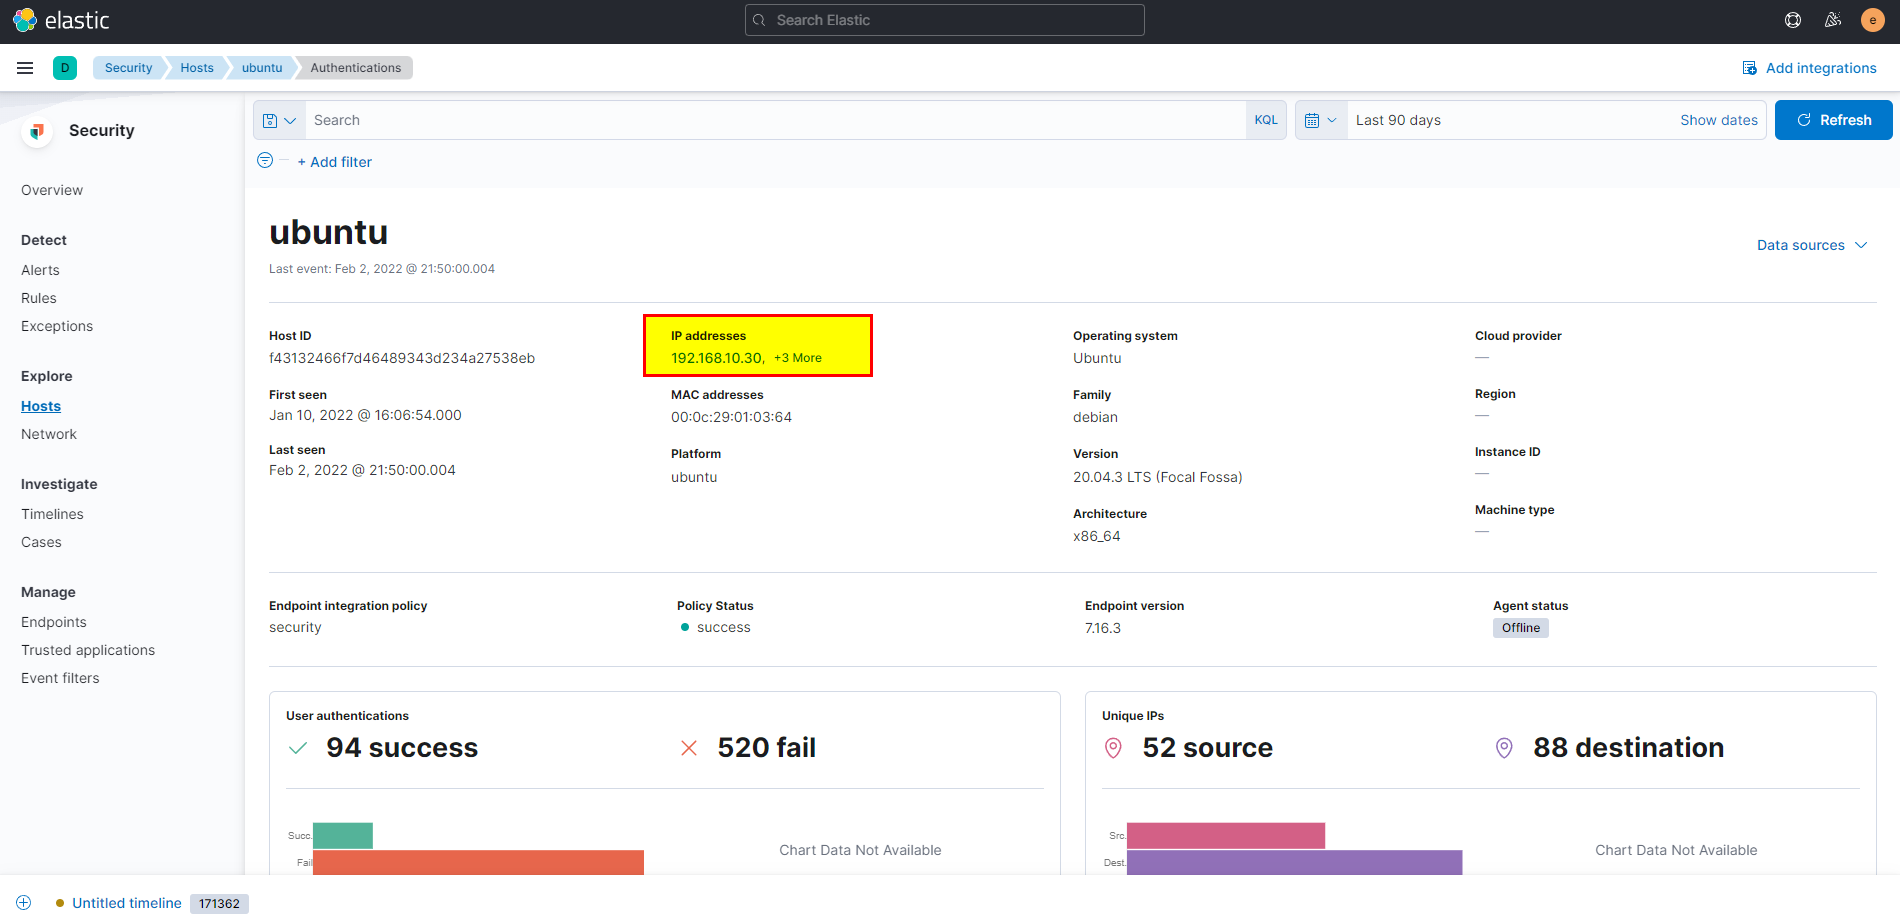 elastic
Search Elastic
e
D
Security
Hosts
ubuntu
Authentications
Add integrations
Security
Search
KQL
Last 90 days
Show dates
Refresh
+ Add filter
Overview
Detect
Alerts
Rules
Exceptions
Explore
Hosts
Network
Investigate
Timelines
Cases
Manage
Endpoints
Trusted applications
Event filters
ubuntu
Last event: Feb 2, 2022 @ 21:50:00.004
Data sources
Host ID
f43132466f7d46489343d234a27538eb
First seen
Jan 10, 2022 @ 16:06:54.000
Last seen
Feb 2, 2022 @ 21:50:00.004
IP addresses
192.168.10.30, +3 More
MAC addresses
00:0c:29:01:03:64
Platform
ubuntu
Operating system
Ubuntu
Family
debian
Version
20.04.3 LTS (Focal Fossa)
Architecture
x86_64
Cloud provider
—
Region
—
Instance ID
—
Machine type
—
Endpoint integration policy
security
Policy Status
success
Endpoint version
7.16.3
Agent status
Offline
User authentications
94 success
520 fail
Succ.
Fail
Chart Data Not Available
Unique IPs
52 source
88 destination
Src.
Dest.
Chart Data Not Available
Untitled timeline
171362